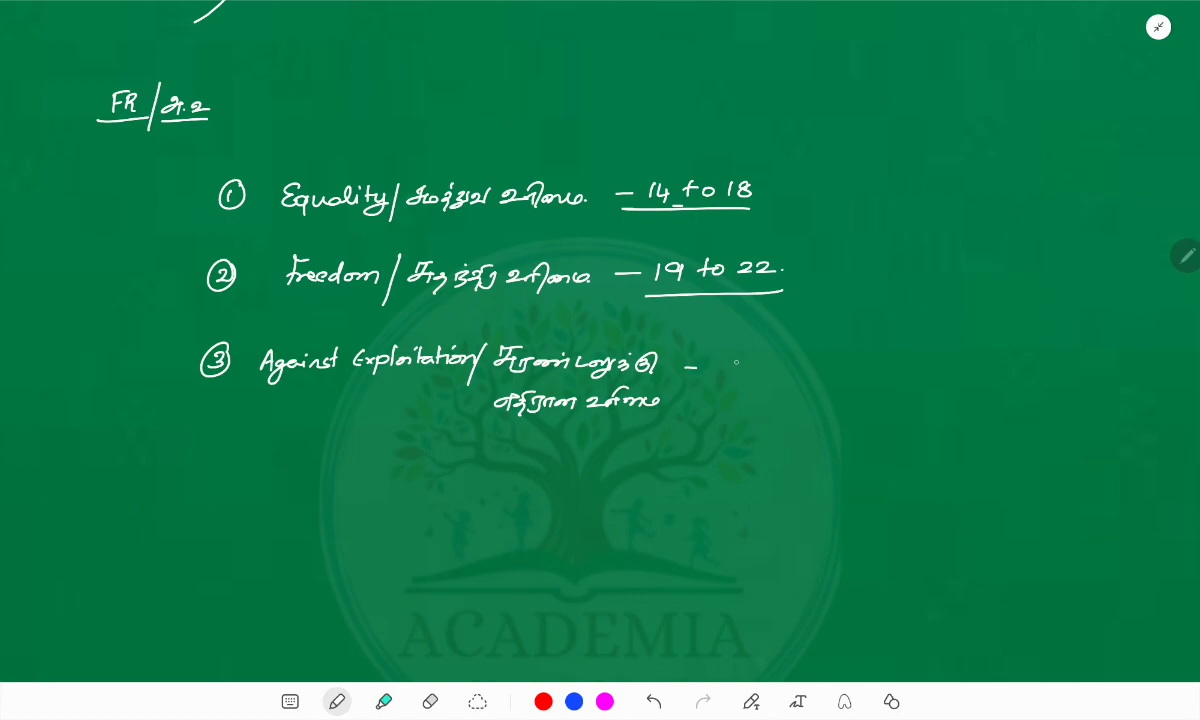 FR / அ.உ
① Equality / சமத்துவ உரிமை. – 14 to 18
② Freedom / சுதந்திர உரிமை. – 19 to 22.
③ Against Exploitation / சுரண்டலுக்கு –
எதிரான உரிமை
ACADEMIA